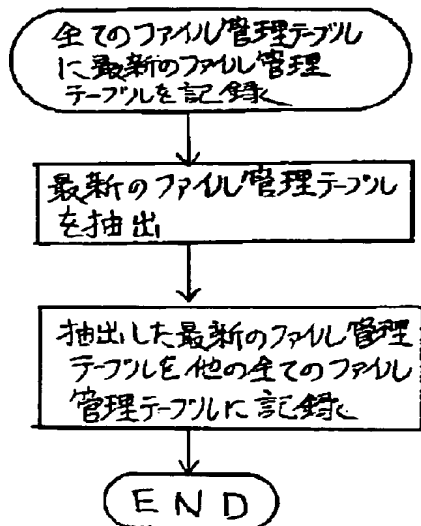 全てのファイル管理テーブル
に最新のファイル管理
テーブルを記録
最新のファイル管理テーブル
を抽出
抽出した最新のファイル管理
テーブルを他の全てのファイル
管理テーブルに記録
END